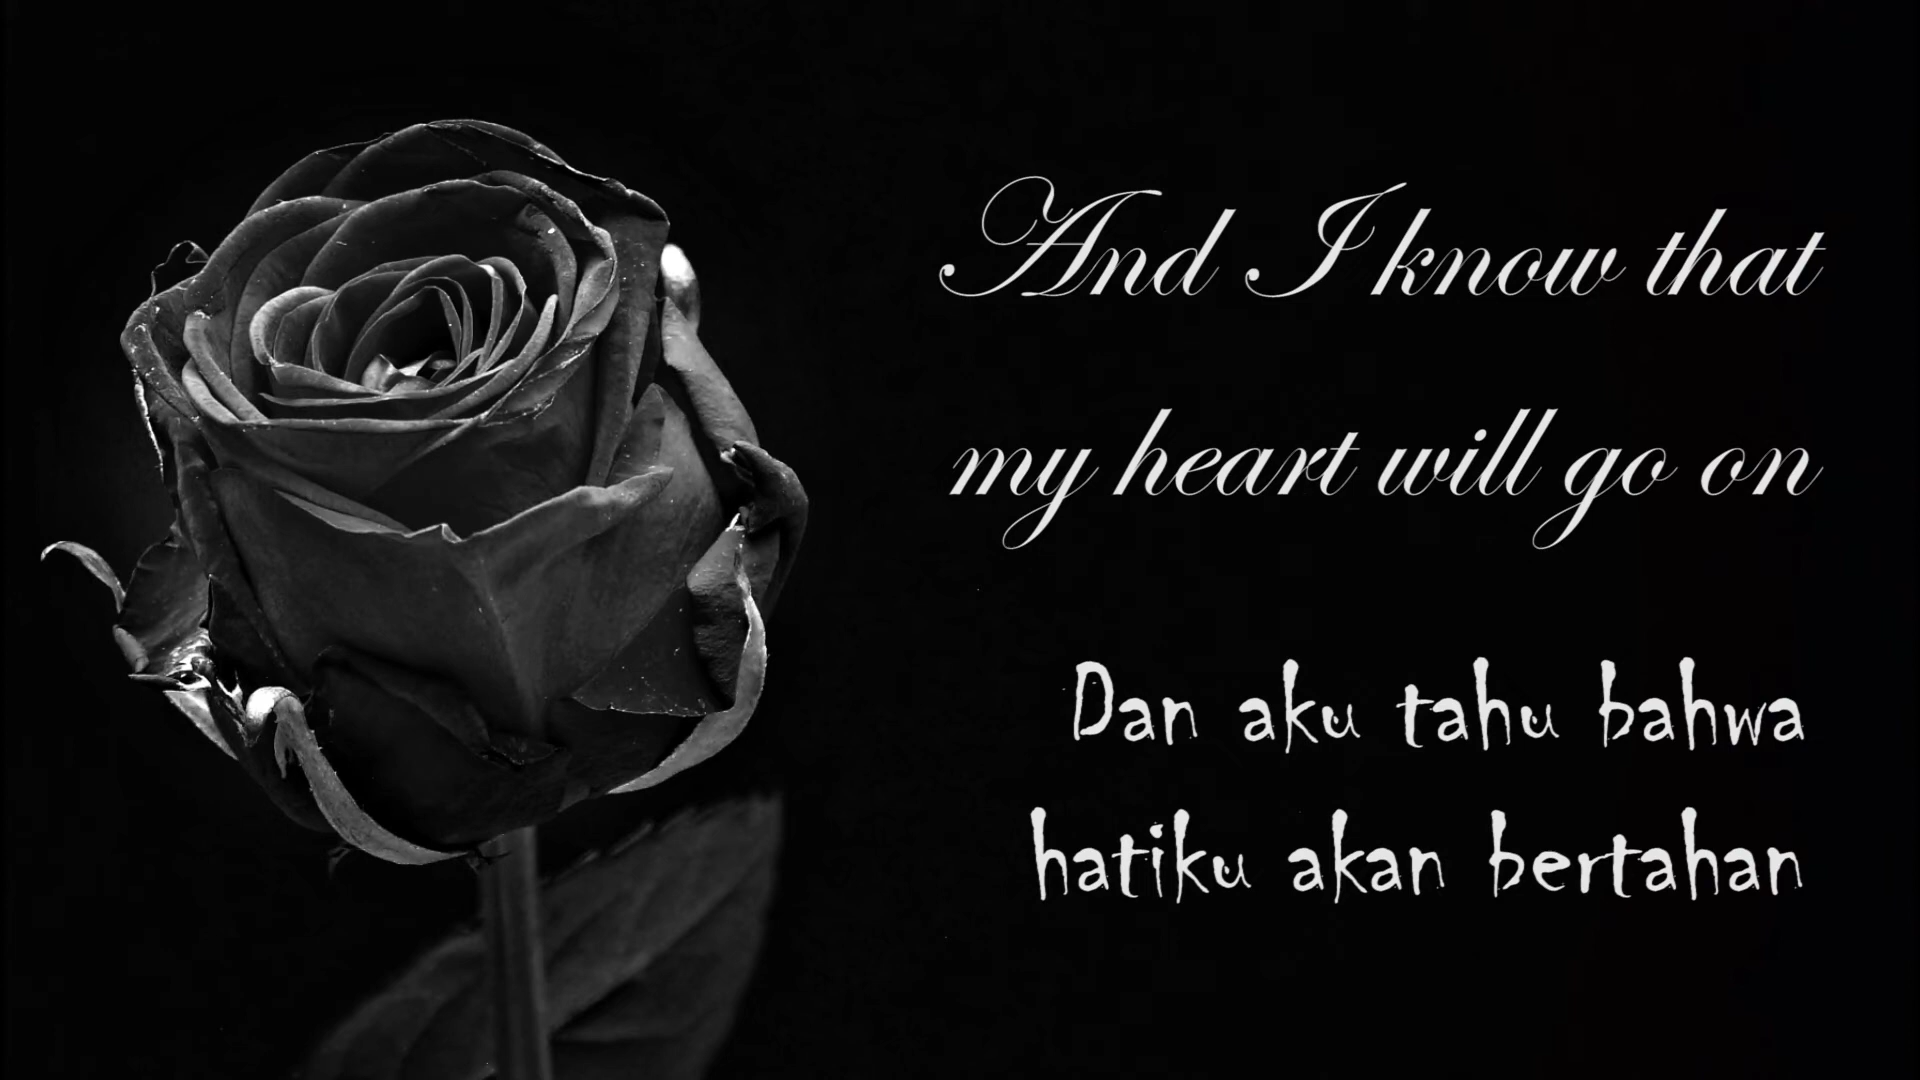 And I know that
my heart will go on
Dan aku tahu bahwa
hatiku akan bertahan